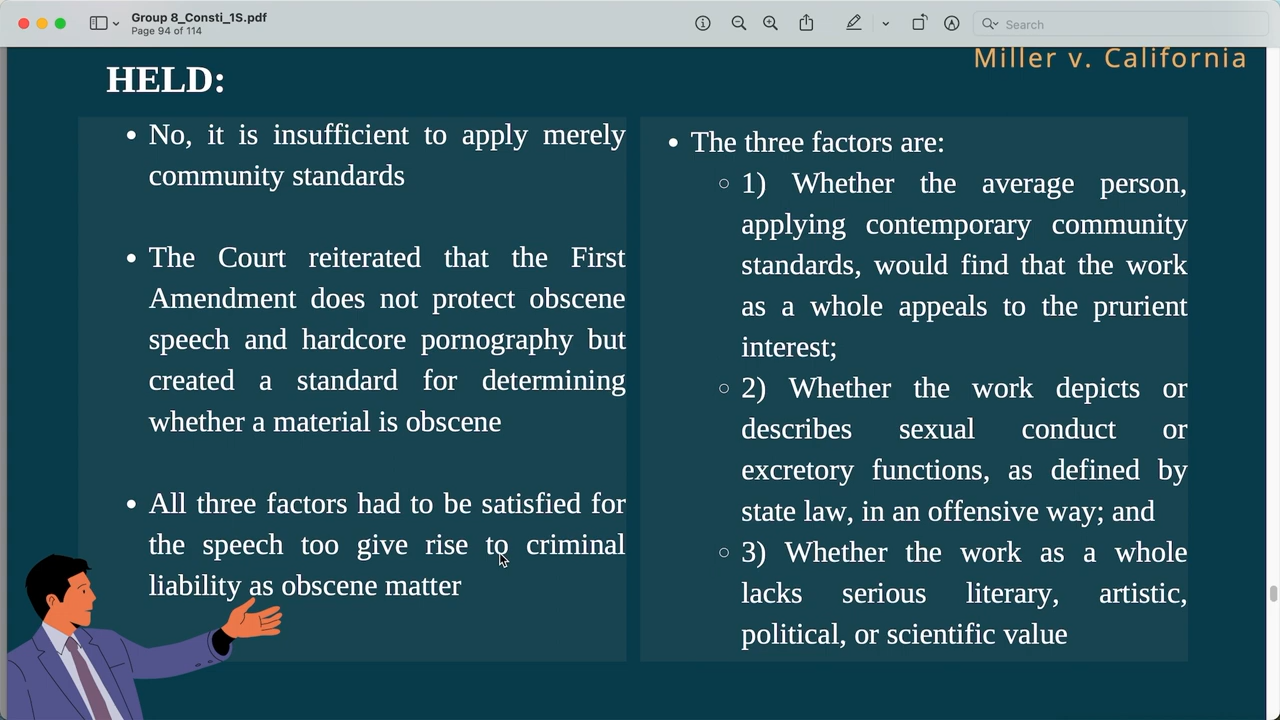 Group 8_Consti_1S.pdf
Page 94 of 114
Search
Miller v. California
HELD:
• No, it is insufficient to apply merely
community standards
• The Court reiterated that the First
Amendment does not protect obscene
speech and hardcore pornography but
created a standard for determining
whether a material is obscene
• All three factors had to be satisfied for
the speech too give rise to criminal
liability as obscene matter
• The three factors are:
○ 1) Whether the average person,
applying contemporary community
standards, would find that the work
as a whole appeals to the prurient
interest;
○ 2) Whether the work depicts or
describes sexual conduct or
excretory functions, as defined by
state law, in an offensive way; and
○ 3) Whether the work as a whole
lacks serious literary, artistic,
political, or scientific value